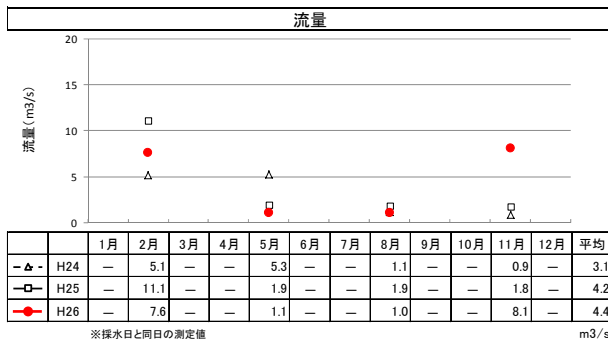 流量
20
15
10
5
0
流量(m3/s)
1月 2月 3月 4月 5月 6月 7月 8月 9月 10月 11月 12月 平均
H24 — 5.1 — — 5.3 — — 1.1 — — 0.9 — 3.1
H25 — 11.1 — — 1.9 — — 1.9 — — 1.8 — 4.2
H26 — 7.6 — — 1.1 — — 1.0 — — 8.1 — 4.4
※採水日と同日の測定値 m3/s